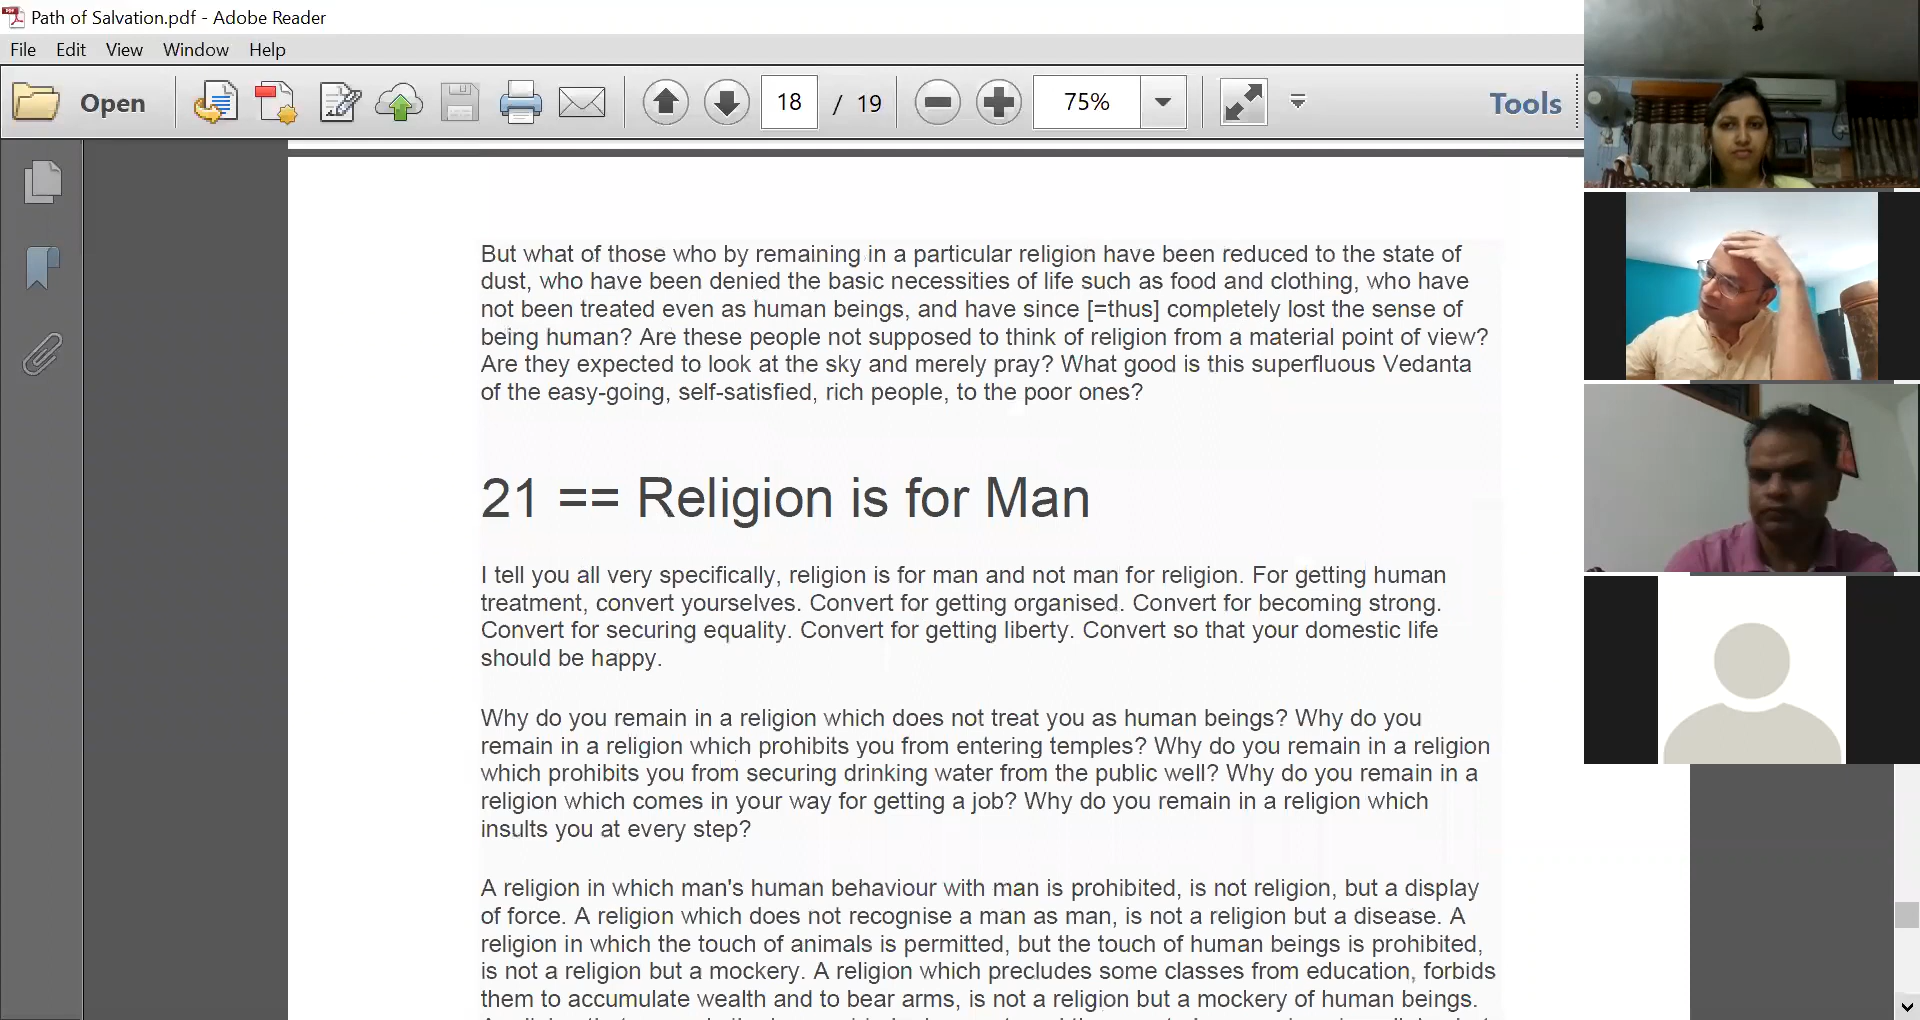 Path of Salvation.pdf - Adobe Reader
File Edit View Window Help
Open 18 / 19 75% Tools
But what of those who by remaining in a particular religion have been reduced to the state of
dust, who have been denied the basic necessities of life such as food and clothing, who have
not been treated even as human beings, and have since [=thus] completely lost the sense of
being human? Are these people not supposed to think of religion from a material point of view?
Are they expected to look at the sky and merely pray? What good is this superfluous Vedanta
of the easy-going, self-satisfied, rich people, to the poor ones?
21 == Religion is for Man
I tell you all very specifically, religion is for man and not man for religion. For getting human
treatment, convert yourselves. Convert for getting organised. Convert for becoming strong.
Convert for securing equality. Convert for getting liberty. Convert so that your domestic life
should be happy.
Why do you remain in a religion which does not treat you as human beings? Why do you
remain in a religion which prohibits you from entering temples? Why do you remain in a religion
which prohibits you from securing drinking water from the public well? Why do you remain in a
religion which comes in your way for getting a job? Why do you remain in a religion which
insults you at every step?
A religion in which man's human behaviour with man is prohibited, is not religion, but a display
of force. A religion which does not recognise a man as man, is not a religion but a disease. A
religion in which the touch of animals is permitted, but the touch of human beings is prohibited,
is not a religion but a mockery. A religion which precludes some classes from education, forbids
them to accumulate wealth and to bear arms, is not a religion but a mockery of human beings.